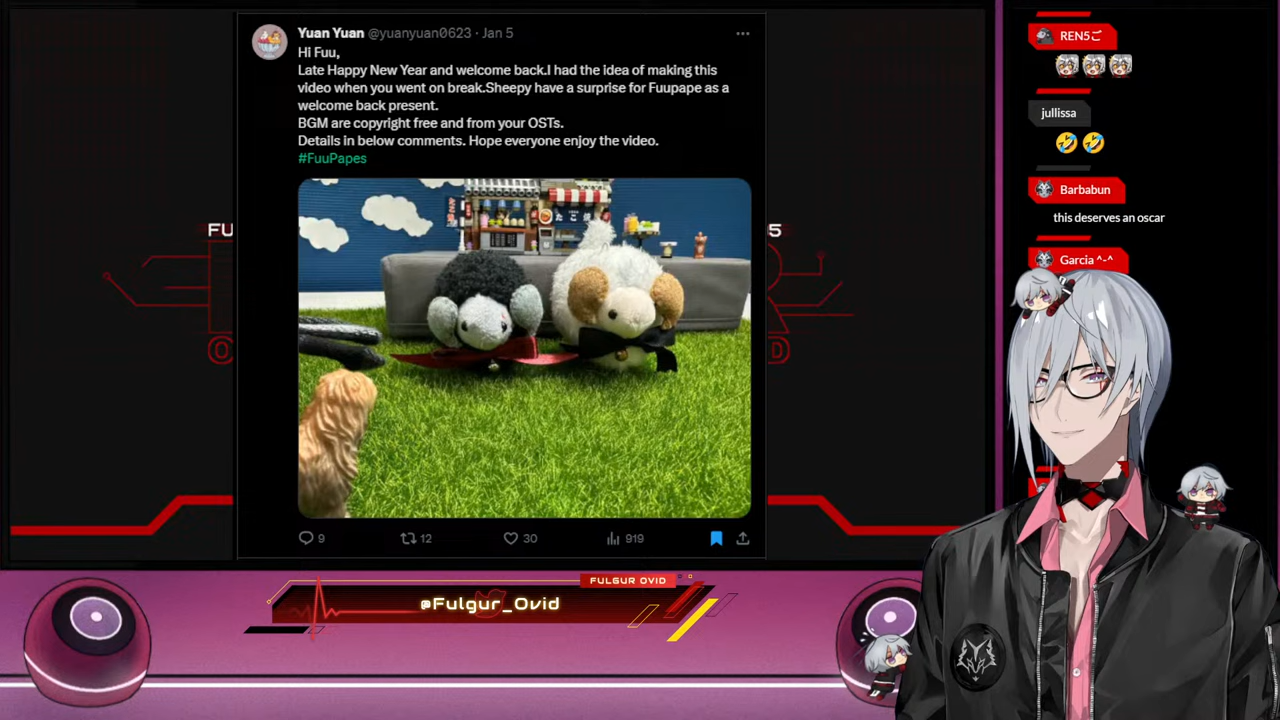 Yuan Yuan @yuanyuan0623 · Jan 5
Hi Fuu,
Late Happy New Year and welcome back.I had the idea of making this
video when you went on break.Sheepy have a surprise for Fuupape as a
welcome back present.
BGM are copyright free and from your OSTs.
Details in below comments. Hope everyone enjoy the video.
#FuuPapes
9
12
30
919
FU
5
O
D
FULGUR OVID
@Fulgur_Ovid
REN5ご
jullissa
Barbabun
this deserves an oscar
Garcia ^-^